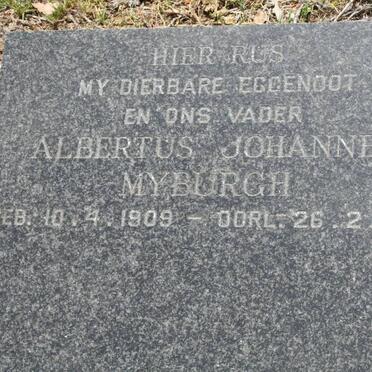 HIER RUS
MY DIERBARE EGGENOOT
EN ONS VADER
ALBERTUS JOHANNE
MYBURGH
EB. 10.4.1909 - OORL. 26.2.